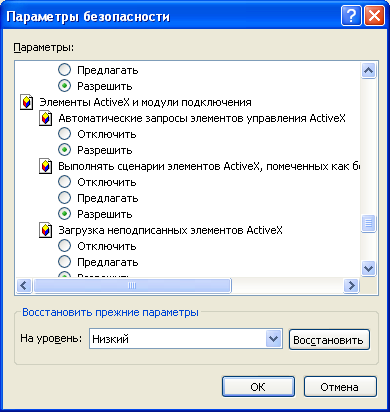 Параметры безопасности
Параметры:
Предлагать
Разрешить
Элементы ActiveX и модули подключения
Автоматические запросы элементов управления ActiveX
Отключить
Разрешить
Выполнять сценарии элементов ActiveX, помеченных как бе
Отключить
Предлагать
Разрешить
Загрузка неподписанных элементов ActiveX
Отключить
Предлагать
Разрешить
Восстановить прежние параметры
На уровень: Низкий Восстановить
OK Отмена